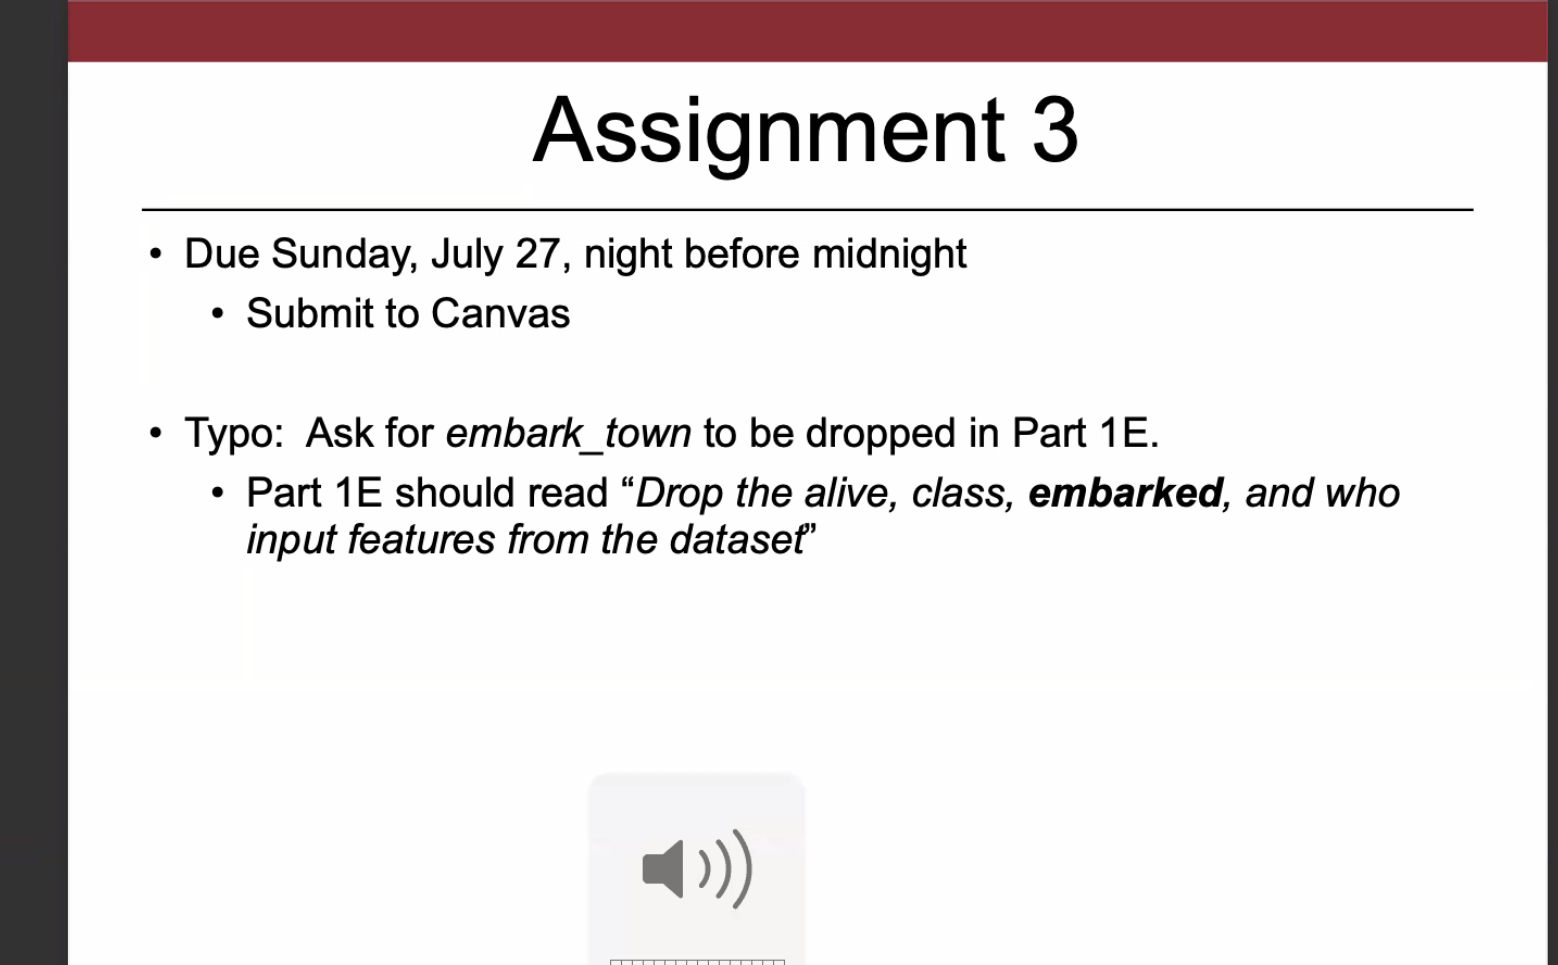 Assignment 3
• Due Sunday, July 27, night before midnight
• Submit to Canvas
• Typo:  Ask for embark_town to be dropped in Part 1E.
• Part 1E should read “Drop the alive, class, embarked, and who
input features from the dataset”